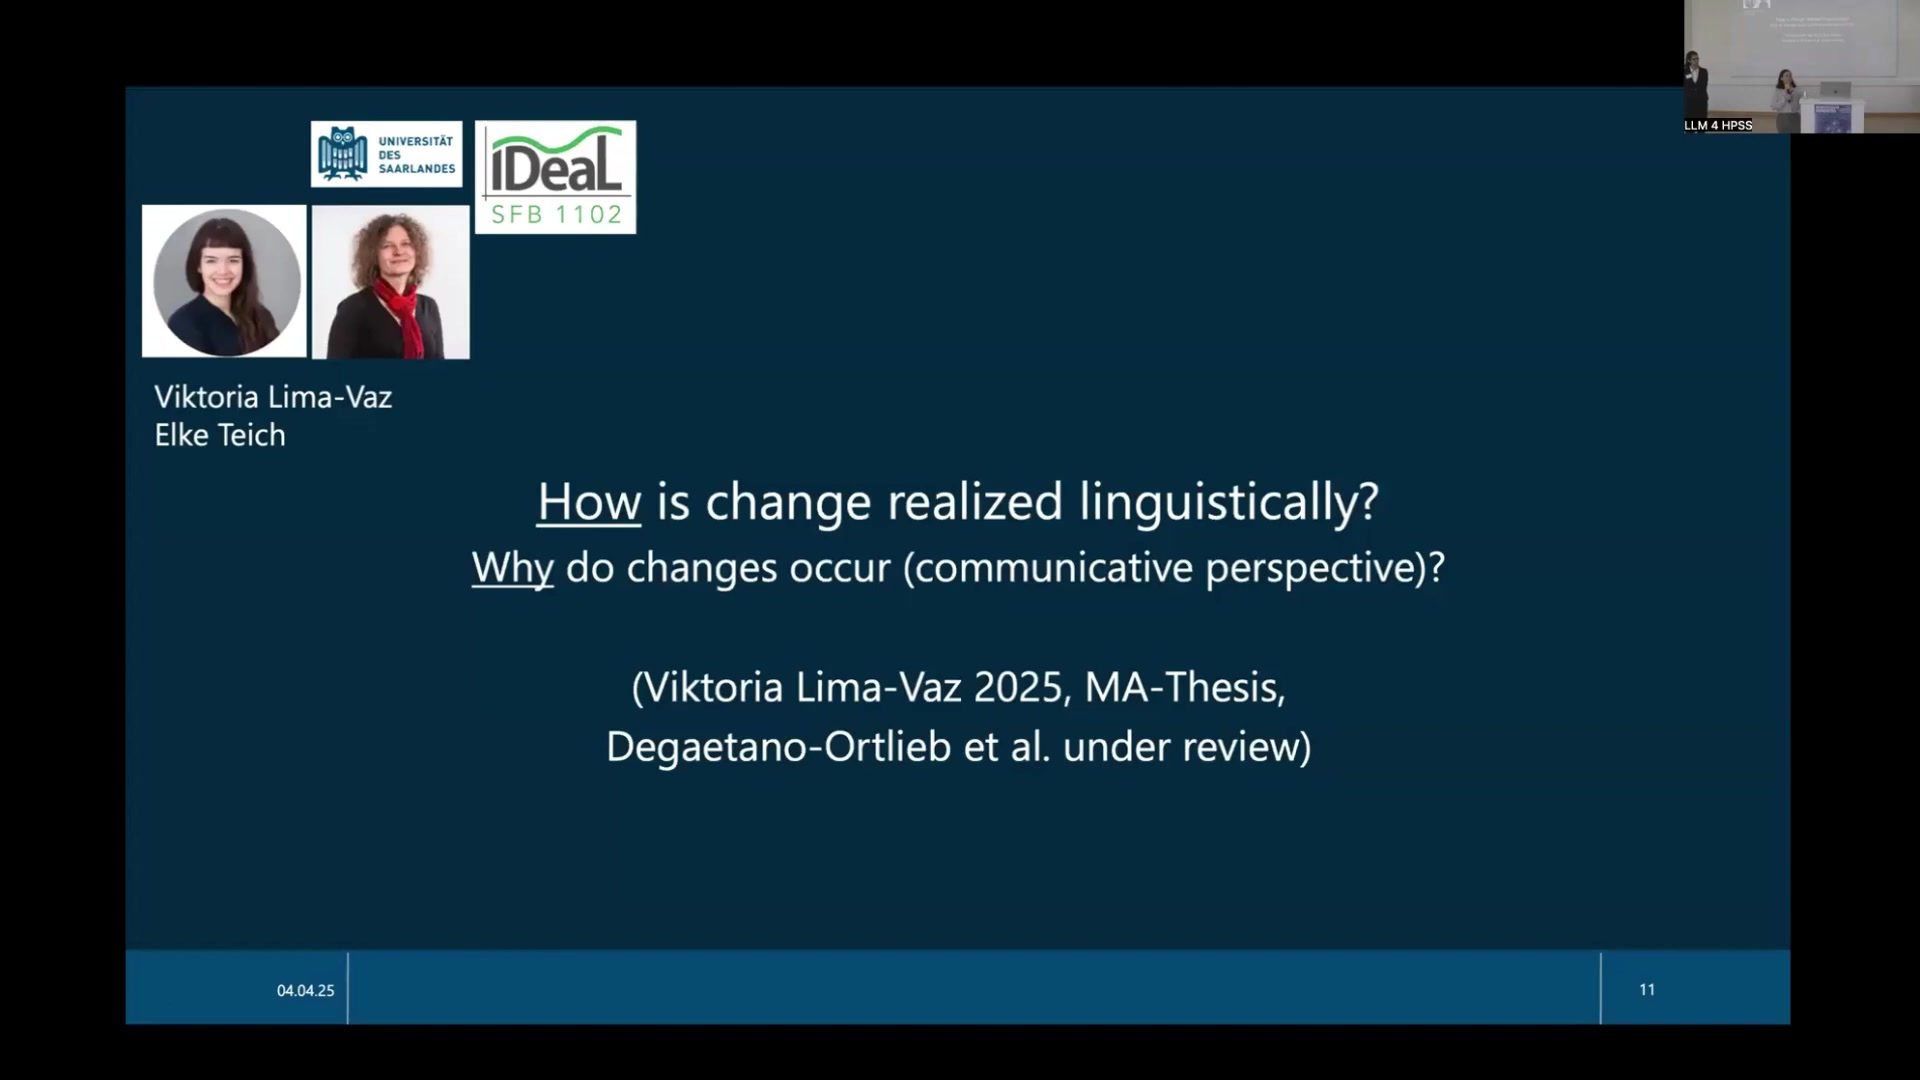 LLM 4 HPSS
UNIVERSITÄT
DES
SAARLANDES
IDeaL
SFB 1102
Viktoria Lima-Vaz
Elke Teich
How is change realized linguistically?
Why do changes occur (communicative perspective)?
(Viktoria Lima-Vaz 2025, MA-Thesis,
Degaetano-Ortlieb et al. under review)
04.04.25
11